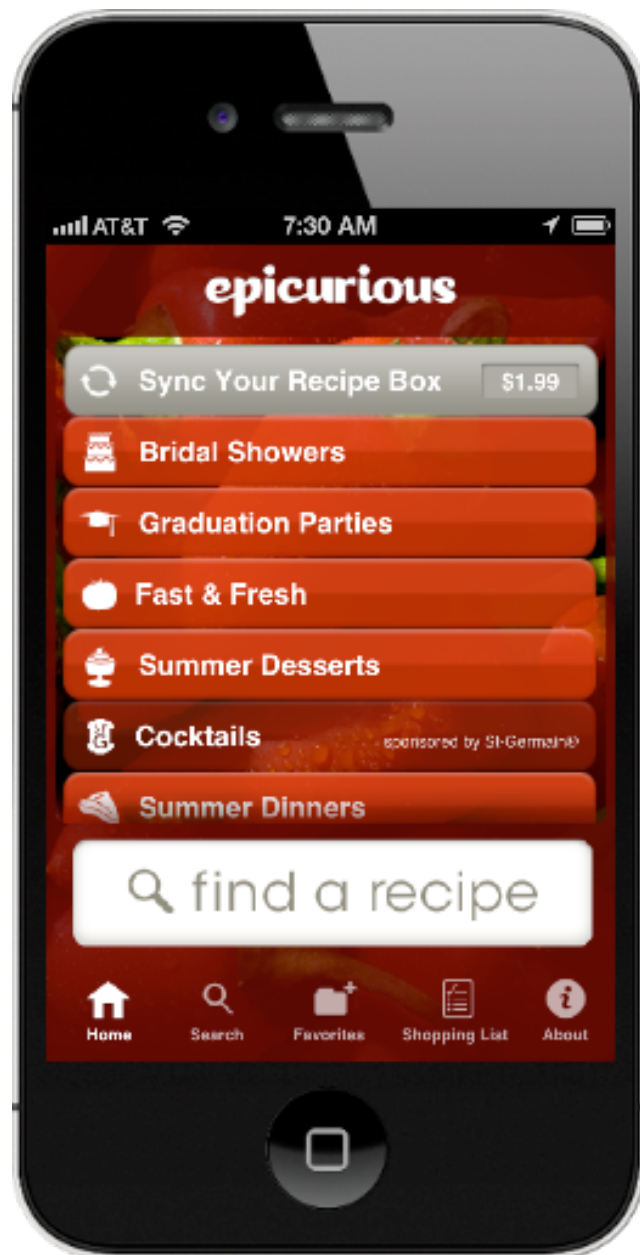 AT&T 7:30 AM
epicurious
Sync Your Recipe Box $1.99
Bridal Showers
Graduation Parties
Fast & Fresh
Summer Desserts
Cocktails sponsored by St-Germain®
Summer Dinners
find a recipe
Home Search Favorites Shopping List About